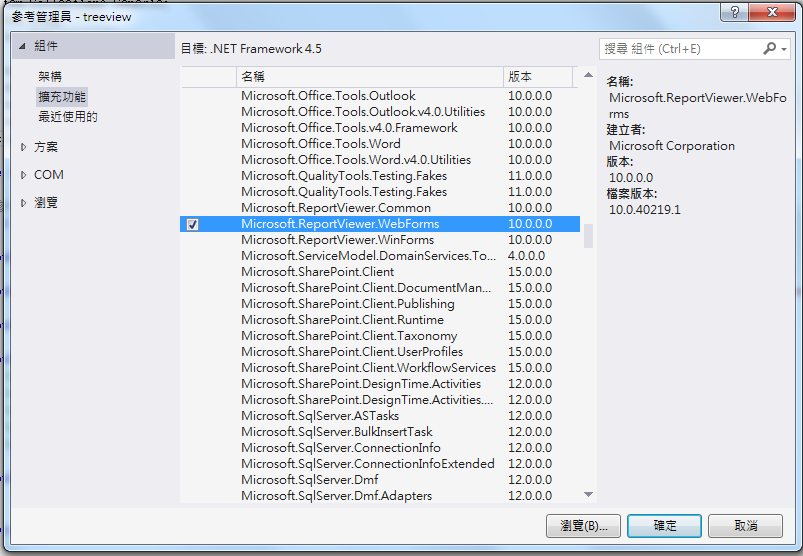 參考管理員 - treeview
組件
架構
擴充功能
最近使用的
方案
COM
瀏覽
目標: .NET Framework 4.5
搜尋 組件 (Ctrl+E)
名稱 版本
Microsoft.Office.Tools.Outlook 10.0.0.0
Microsoft.Office.Tools.Outlook.v4.0.Utilities 10.0.0.0
Microsoft.Office.Tools.v4.0.Framework 10.0.0.0
Microsoft.Office.Tools.Word 10.0.0.0
Microsoft.Office.Tools.Word.v4.0.Utilities 10.0.0.0
Microsoft.QualityTools.Testing.Fakes 11.0.0.0
Microsoft.QualityTools.Testing.Fakes 11.0.0.0
Microsoft.ReportViewer.Common 10.0.0.0
Microsoft.ReportViewer.WebForms 10.0.0.0
Microsoft.ReportViewer.WinForms 10.0.0.0
Microsoft.ServiceModel.DomainServices.To... 4.0.0.0
Microsoft.SharePoint.Client 15.0.0.0
Microsoft.SharePoint.Client.DocumentMan... 15.0.0.0
Microsoft.SharePoint.Client.Publishing 15.0.0.0
Microsoft.SharePoint.Client.Runtime 15.0.0.0
Microsoft.SharePoint.Client.Taxonomy 15.0.0.0
Microsoft.SharePoint.Client.UserProfiles 15.0.0.0
Microsoft.SharePoint.Client.WorkflowServices 15.0.0.0
Microsoft.SharePoint.DesignTime.Activities 12.0.0.0
Microsoft.SharePoint.DesignTime.Activities.... 12.0.0.0
Microsoft.SqlServer.ASTasks 12.0.0.0
Microsoft.SqlServer.BulkInsertTask 12.0.0.0
Microsoft.SqlServer.ConnectionInfo 12.0.0.0
Microsoft.SqlServer.ConnectionInfoExtended 12.0.0.0
Microsoft.SqlServer.Dmf 12.0.0.0
Microsoft.SqlServer.Dmf.Adapters 12.0.0.0
名稱:
Microsoft.ReportViewer.WebFo
rms
建立者:
Microsoft Corporation
版本:
10.0.0.0
檔案版本:
10.0.40219.1
瀏覽(B)... 確定 取消